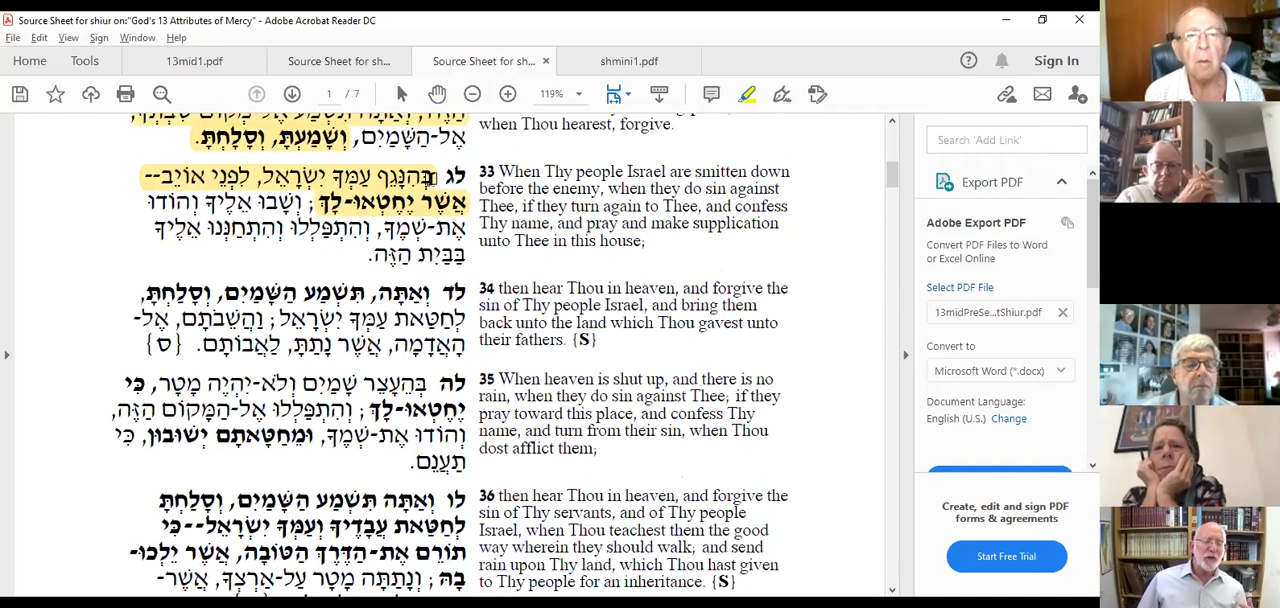 Source Sheet for shiur on:"God's 13 Attributes of Mercy" - Adobe Acrobat Reader DC
File Edit View Sign Window Help
Home Tools 13mid1.pdf Source Sheet for sh... Source Sheet for sh... × shmini1.pdf Sign In
1 / 7 119%
אֶל-הַשָּׁמַיִם, וְשָׁמַעְתָּ, וְסָלָחְתָּ.
לג בְּהִנָּגֵף עַמְּךָ יִשְׂרָאֵל, לִפְנֵי אוֹיֵב--
אֲשֶׁר יֶחֶטְאוּ-לָךְ; וְשָׁבוּ אֵלֶיךָ וְהוֹדוּ
אֶת-שְׁמֶךָ, וְהִתְפַּלְלוּ וְהִתְחַנְּנוּ אֵלֶיךָ
בַּבַּיִת הַזֶּה.
לד וְאַתָּה, תִּשְׁמַע הַשָּׁמַיִם, וְסָלַחְתָּ,
לְחַטַּאת עַמְּךָ יִשְׂרָאֵל; וַהֲשֵׁבֹתָם, אֶל-
הָאֲדָמָה, אֲשֶׁר נָתַתָּ, לַאֲבוֹתָם. {ס}
לה בְּהֵעָצֵר שָׁמַיִם וְלֹא-יִהְיֶה מָטָר, כִּי
יֶחֶטְאוּ-לָךְ; וְהִתְפַּלְלוּ אֶל-הַמָּקוֹם הַזֶּה,
וְהוֹדוּ אֶת-שְׁמֶךָ, וּמֵחַטָּאתָם יְשׁוּבוּן, כִּי
תַעֲנֵם.
לו וְאַתָּה תִּשְׁמַע הַשָּׁמַיִם, וְסָלַחְתָּ
לְחַטַּאת עֲבָדֶיךָ וְעַמְּךָ יִשְׂרָאֵל--כִּי
תוֹרֵם אֶת-הַדֶּרֶךְ הַטּוֹבָה, אֲשֶׁר יֵלְכוּ-
בָהּ; וְנָתַתָּה מָטָר עַל-אַרְצְךָ, אֲשֶׁר-
when Thou hearest, forgive.
33 When Thy people Israel are smitten down
before the enemy, when they do sin against
Thee, if they turn again to Thee, and confess
Thy name, and pray and make supplication
unto Thee in this house;
34 then hear Thou in heaven, and forgive the
sin of Thy people Israel, and bring them
back unto the land which Thou gavest unto
their fathers. {S}
35 When heaven is shut up, and there is no
rain, when they do sin against Thee; if they
pray toward this place, and confess Thy
name, and turn from their sin, when Thou
dost afflict them;
36 then hear Thou in heaven, and forgive the
sin of Thy servants, and of Thy people
Israel, when Thou teachest them the good
way wherein they should walk; and send
rain upon Thy land, which Thou hast given
to Thy people for an inheritance. {S}
Search 'Add Link'
Export PDF
Adobe Export PDF
Convert PDF Files to Word
or Excel Online
Select PDF File
13midPreSe...tShiur.pdf
Convert to
Microsoft Word (*.docx)
Document Language:
English (U.S.) Change
Create, edit and sign PDF
forms & agreements
Start Free Trial